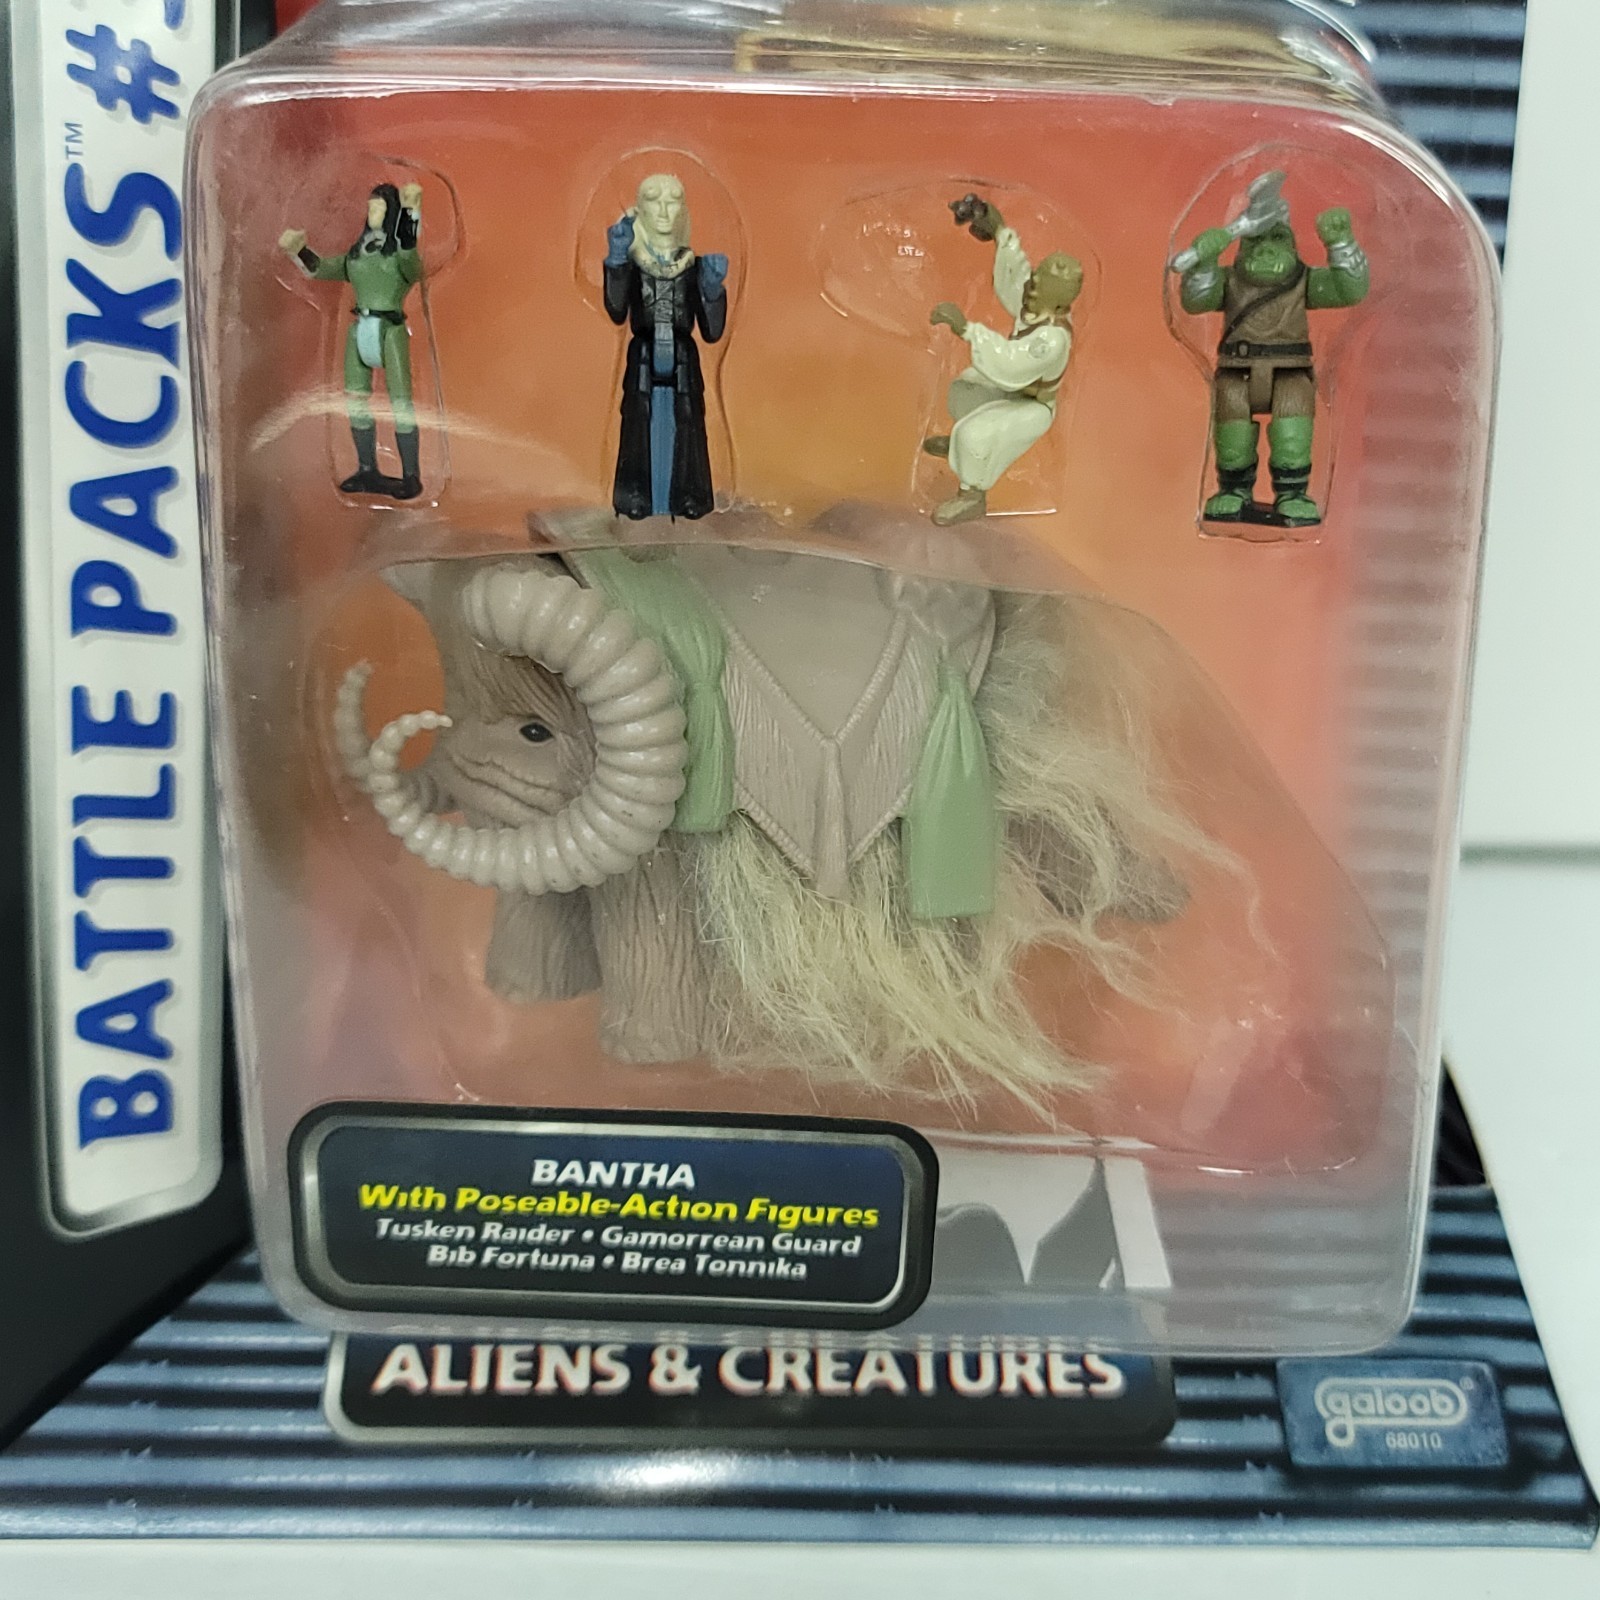 BATTLE PACKS™ #
BANTHA
With Poseable-Action Figures
Tusken Raider • Gamorrean Guard
Bib Fortuna • Brea Tonnika
ALIENS & CREATURES
galoob®
68010